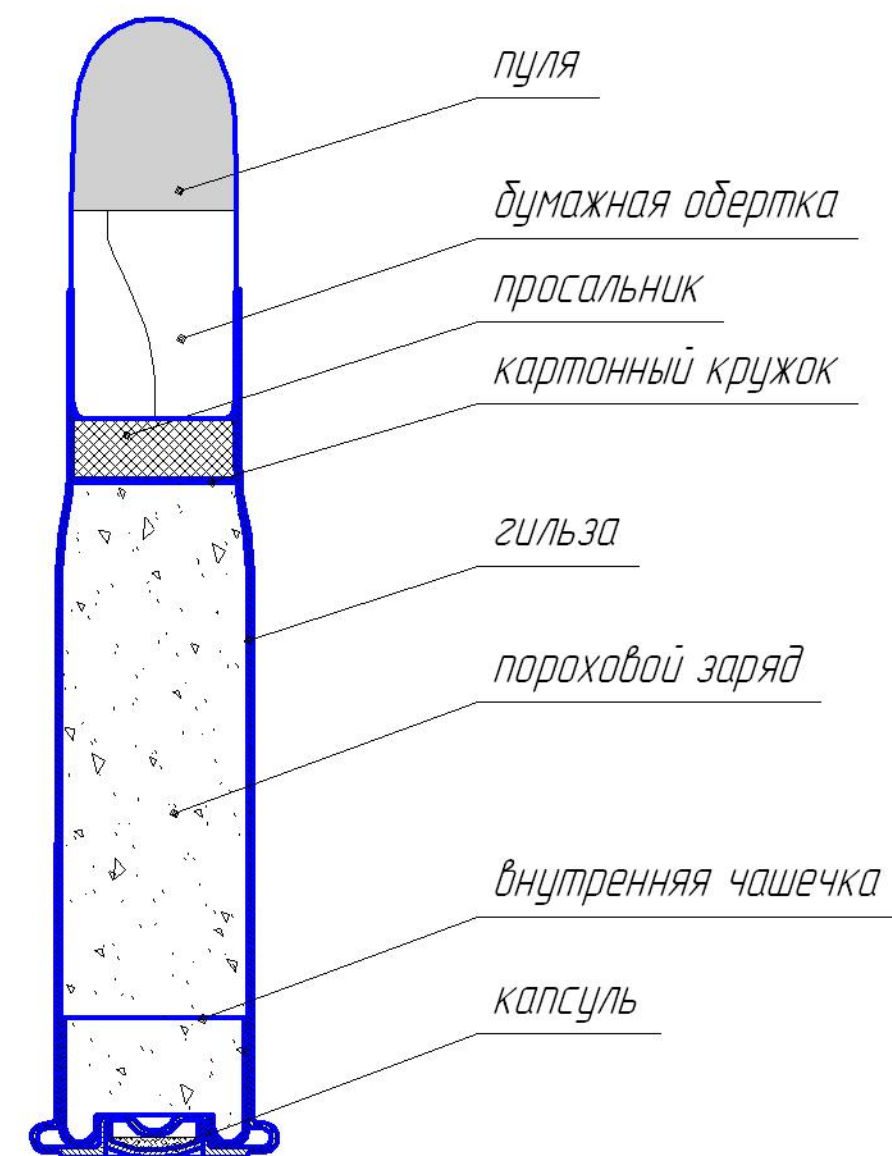 пуля
бумажная обертка
просальник
картонный кружок
гильза
пороховой заряд
внутренняя чашечка
капсуль